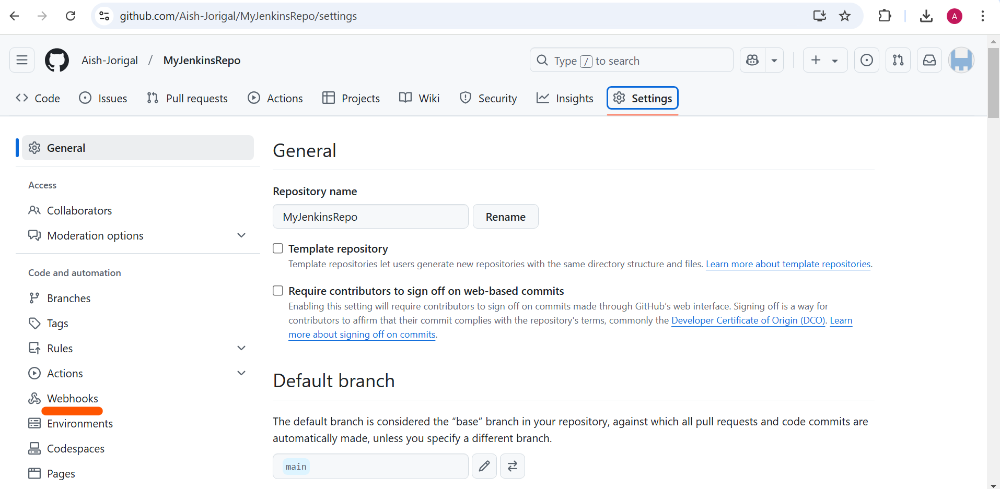 github.com/Aish-Jorigal/MyJenkinsRepo/settings
A
Aish-Jorigal / MyJenkinsRepo
Type / to search
Code Issues Pull requests Actions Projects Wiki Security Insights Settings
General
Access
Collaborators
Moderation options
Code and automation
Branches
Tags
Rules
Actions
Webhooks
Environments
Codespaces
Pages
General
Repository name
MyJenkinsRepo Rename
Template repository
Template repositories let users generate new repositories with the same directory structure and files. Learn more about template repositories.
Require contributors to sign off on web-based commits
Enabling this setting will require contributors to sign off on commits made through GitHub’s web interface. Signing off is a way for
contributors to affirm that their commit complies with the repository's terms, commonly the Developer Certificate of Origin (DCO). Learn
more about signing off on commits.
Default branch
The default branch is considered the “base” branch in your repository, against which all pull requests and code commits are
automatically made, unless you specify a different branch.
main